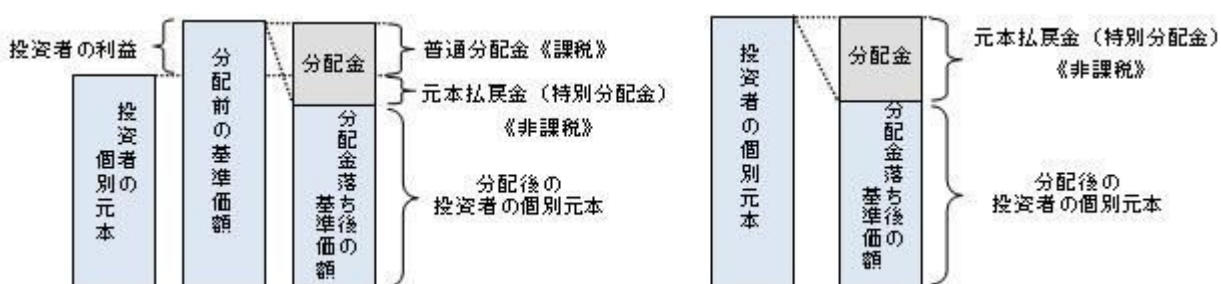 投資者の利益
投資者の
個別の元本
分配前の基準価額
分配金
普通分配金《課税》
元本払戻金（特別分配金）
《非課税》
分配金落ち後の
基準価額
分配後の
投資者の個別元本
投資者の個別元本
分配金
元本払戻金（特別分配金）
《非課税》
分配金落ち後の
基準価額
分配後の
投資者の個別元本